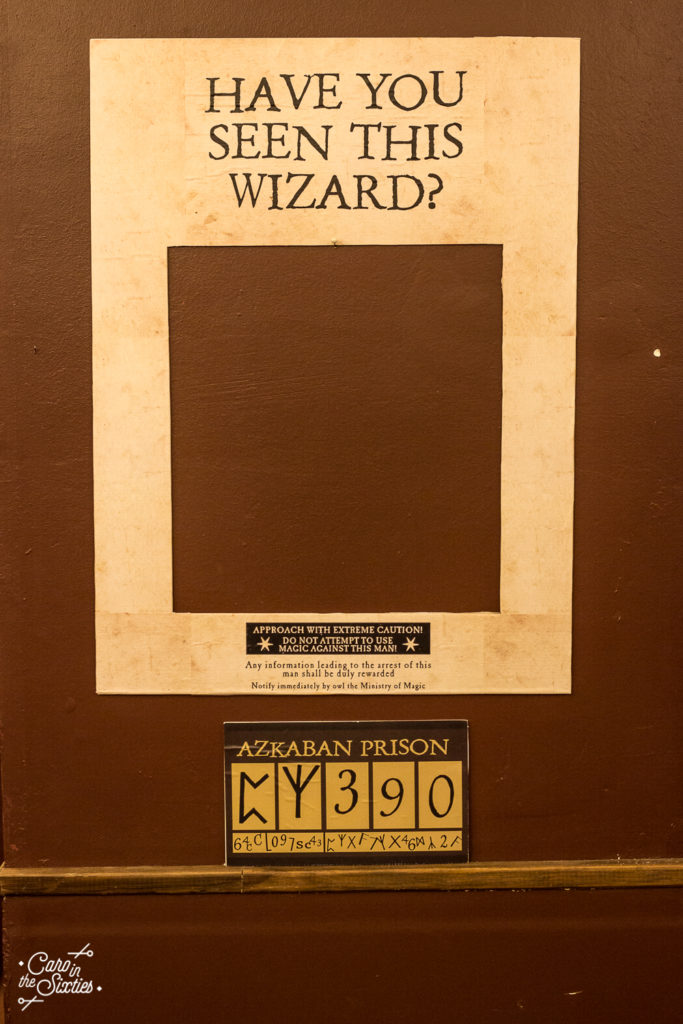 HAVE YOU
SEEN THIS
WIZARD?
APPROACH WITH EXTREME CAUTION!
DO NOT ATTEMPT TO USE
MAGIC AGAINST THIS MAN!
Any information leading to the arrest of this
man shall be duly rewarded
Notify immediately by owl the Ministry of Magic
AZKABAN PRISON
ᛈᛉ390
Caro in
the Sixties